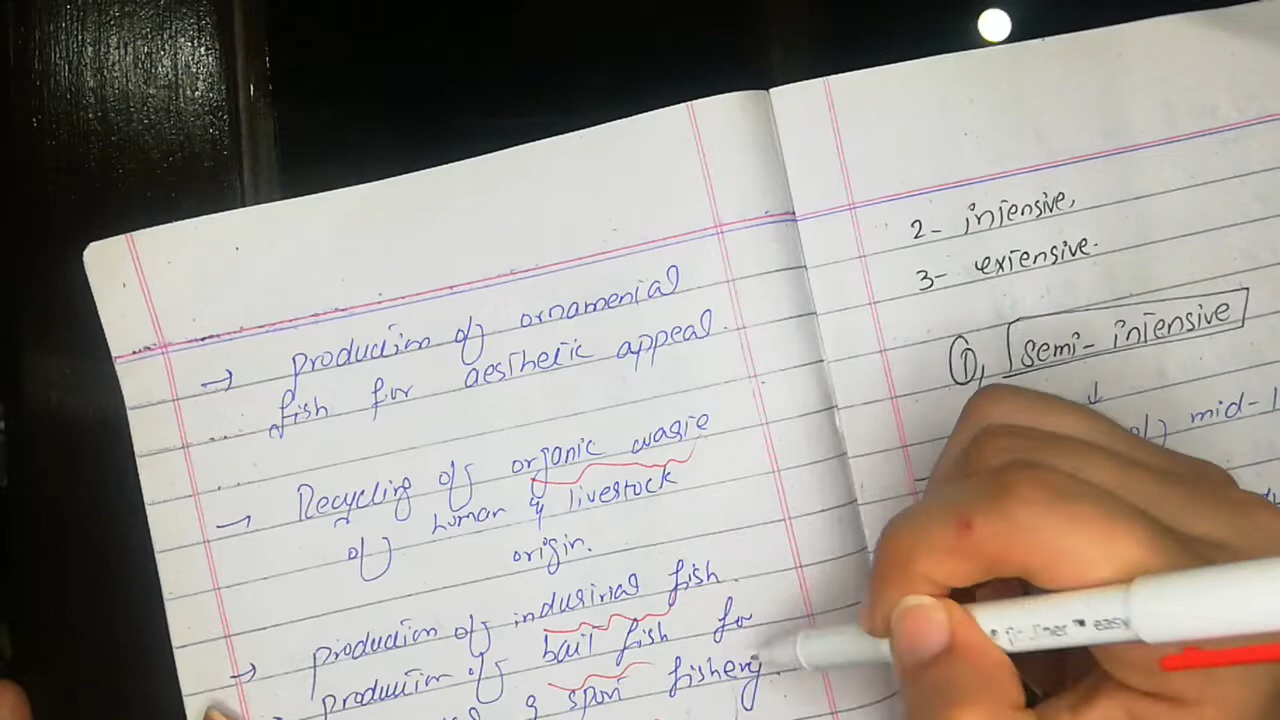 → production of ornamental
fish for aesthetic appeal.
→ Recycling of organic waste
of human & livestock
origin.
→ production of industrial fish.
production of bait fish for
& sport fishery.
2- intensive,
3- extensive.
①, Semi-intensive
↓
of mid-